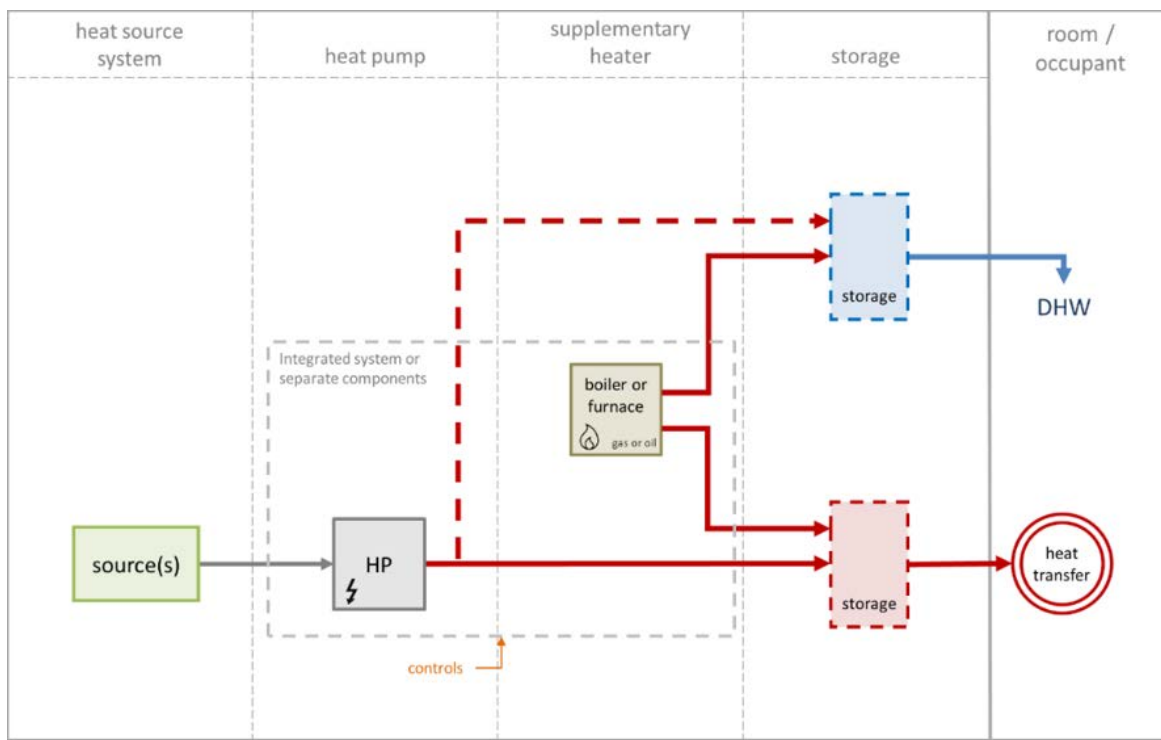 heat source
system
heat pump
supplementary
heater
storage
room /
occupant
storage
DHW
Integrated system or
separate components
boiler or
furnace
gas or oil
source(s)
HP
storage
heat
transfer
controls